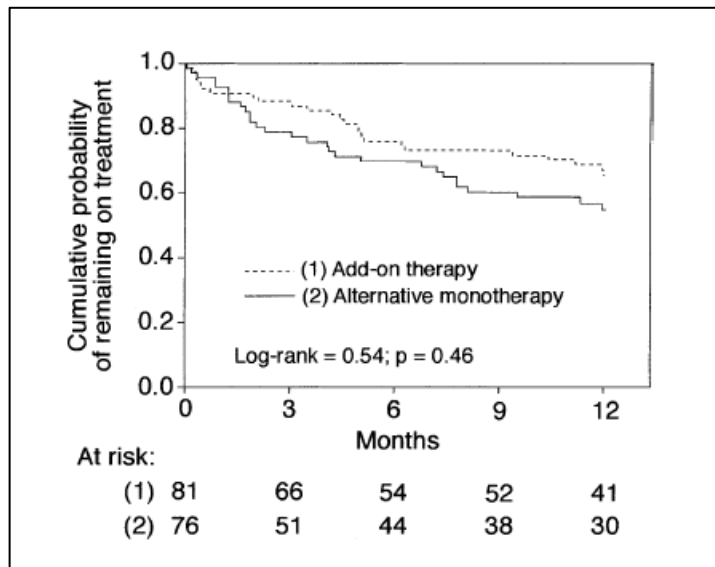 Cumulative probability
of remaining on treatment
1.0
0.8
0.6
0.4
0.2
0.0
(1) Add-on therapy
(2) Alternative monotherapy
Log-rank = 0.54; p = 0.46
0 3 6 9 12
Months
At risk:
(1) 81 66 54 52 41
(2) 76 51 44 38 30